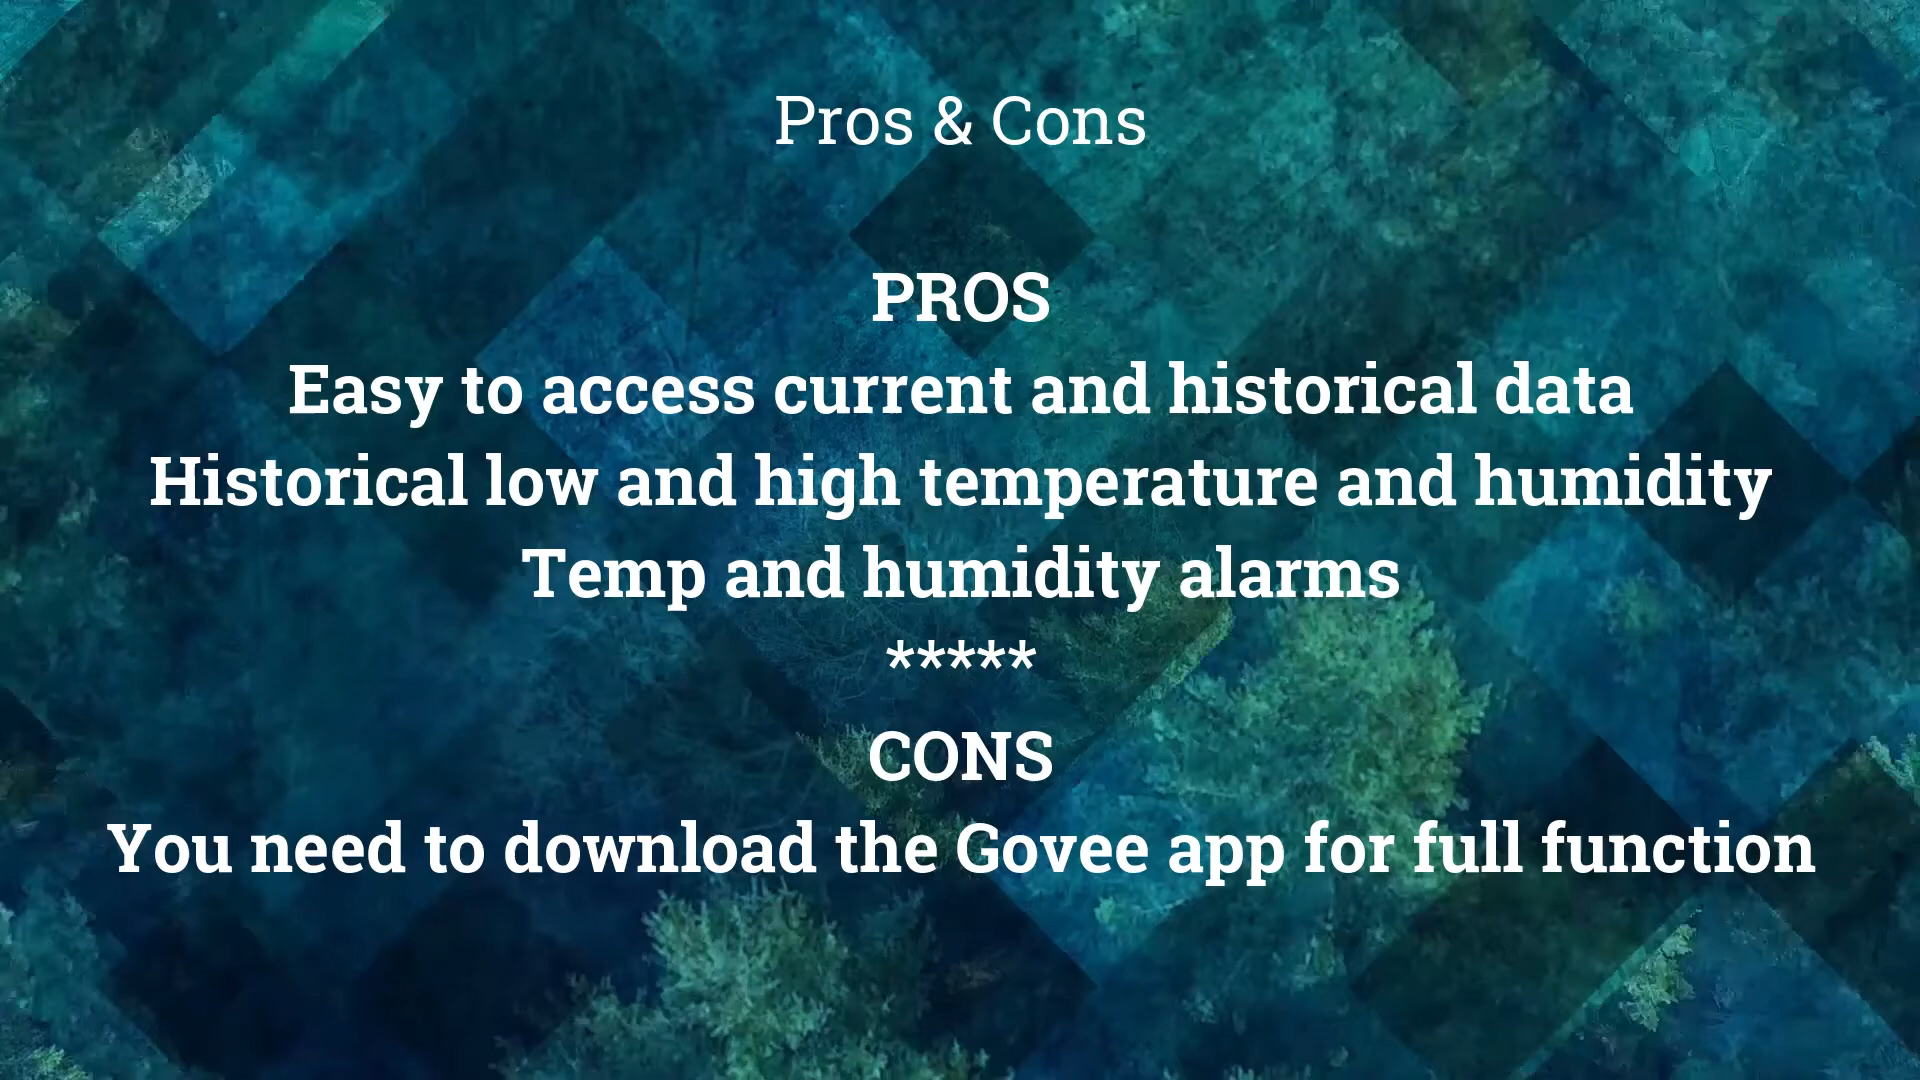 Pros & Cons
PROS
Easy to access current and historical data
Historical low and high temperature and humidity
Temp and humidity alarms
*****
CONS
You need to download the Govee app for full function